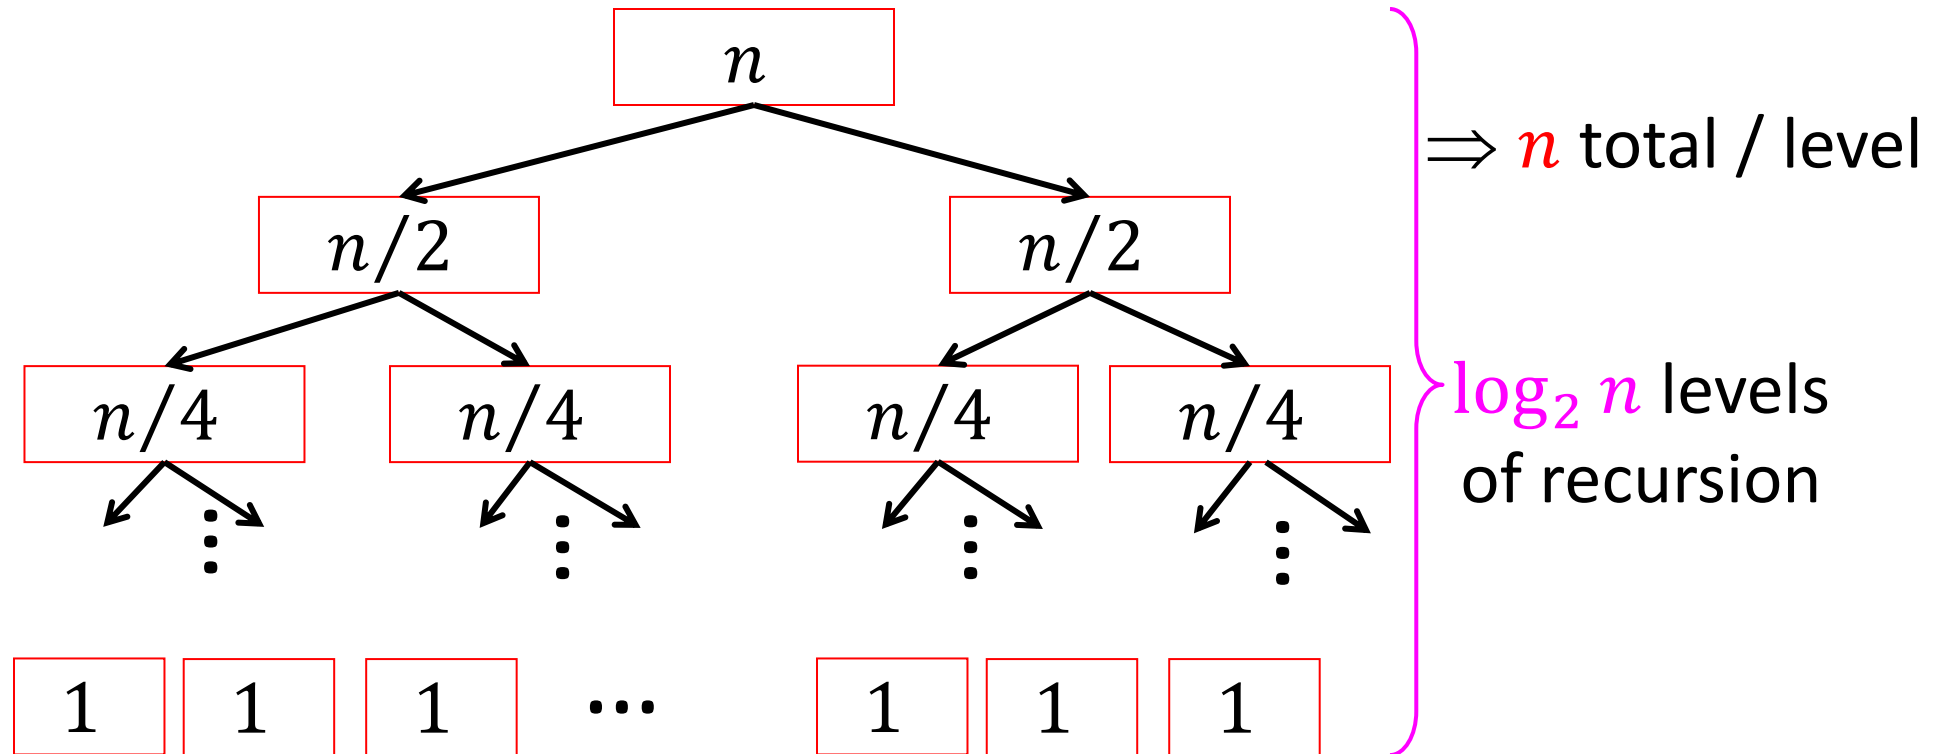 n
⇒ n total / level
n/2 n/2
n/4 n/4 n/4 n/4
log₂ n levels
of recursion
⋮ ⋮ ⋮ ⋮
1 1 1 ⋯ 1 1 1